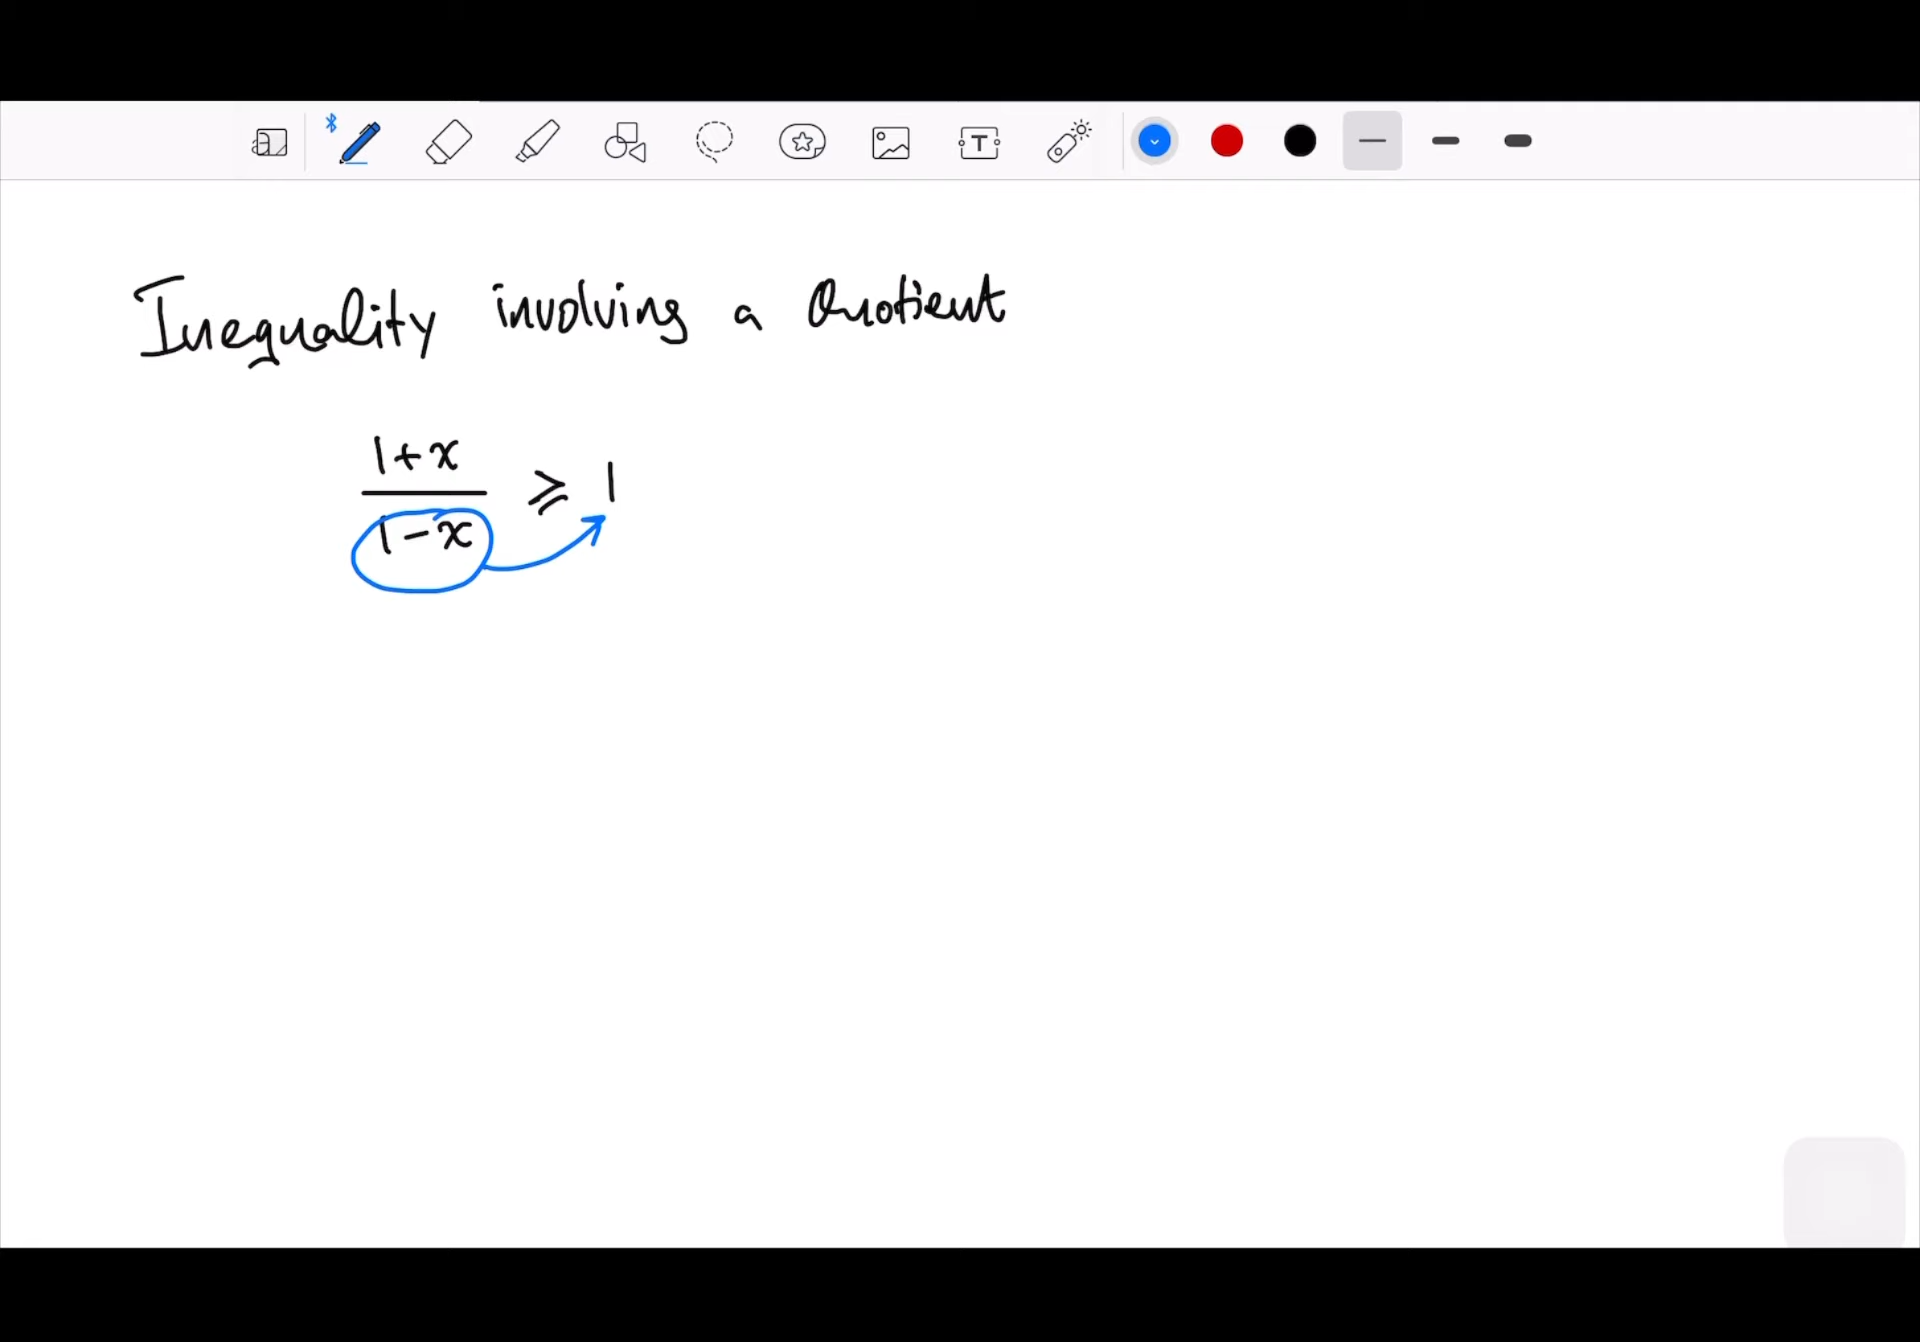 Inequality involving a Quotient
1+x
≥ 1
1-x